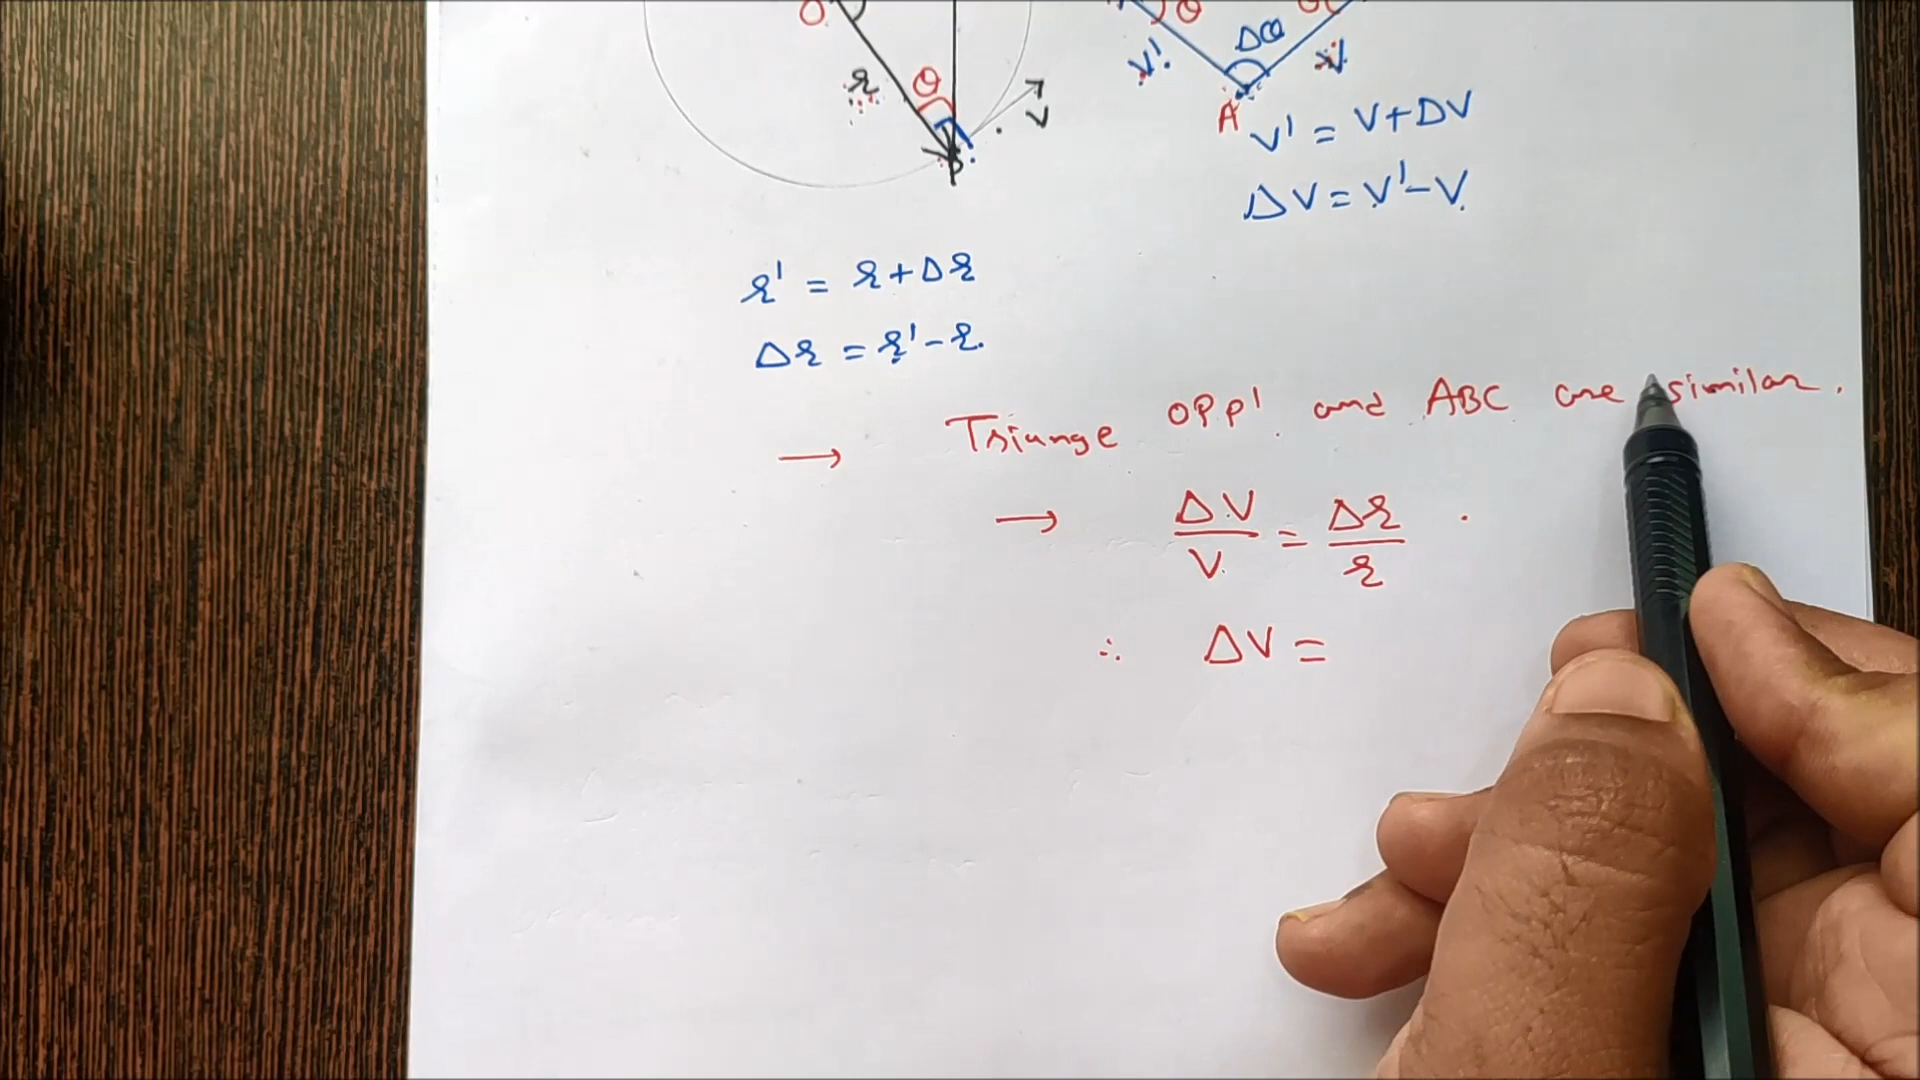 O
r
θ
P
V
θ θ
V'
Δθ
V
A
V' = V+ΔV
ΔV = V'-V
r' = r+Δr
Δr = r'-r.
→ Triange OPP' and ABC are similar.
→ ΔV/V = Δr/r
∴ ΔV =